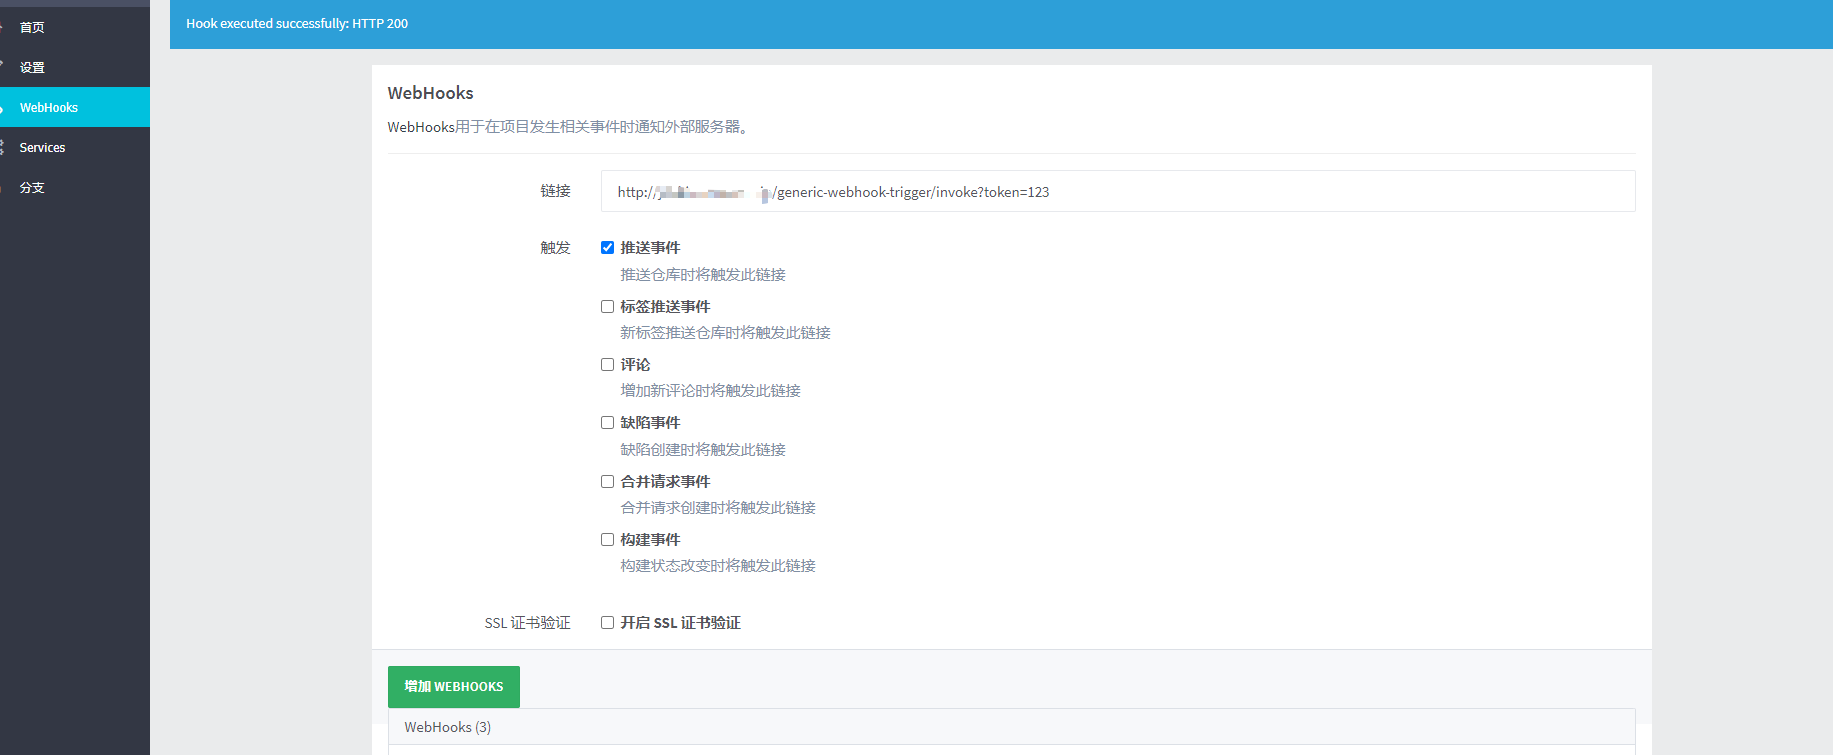 Hook executed successfully: HTTP 200
首页
设置
WebHooks
Services
分支
WebHooks
WebHooks用于在项目发生相关事件时通知外部服务器。
链接
http:// /generic-webhook-trigger/invoke?token=123
触发
推送事件
推送仓库时将触发此链接
标签推送事件
新标签推送仓库时将触发此链接
评论
增加新评论时将触发此链接
缺陷事件
缺陷创建时将触发此链接
合并请求事件
合并请求创建时将触发此链接
构建事件
构建状态改变时将触发此链接
SSL 证书验证
开启 SSL 证书验证
增加 WEBHOOKS
WebHooks (3)